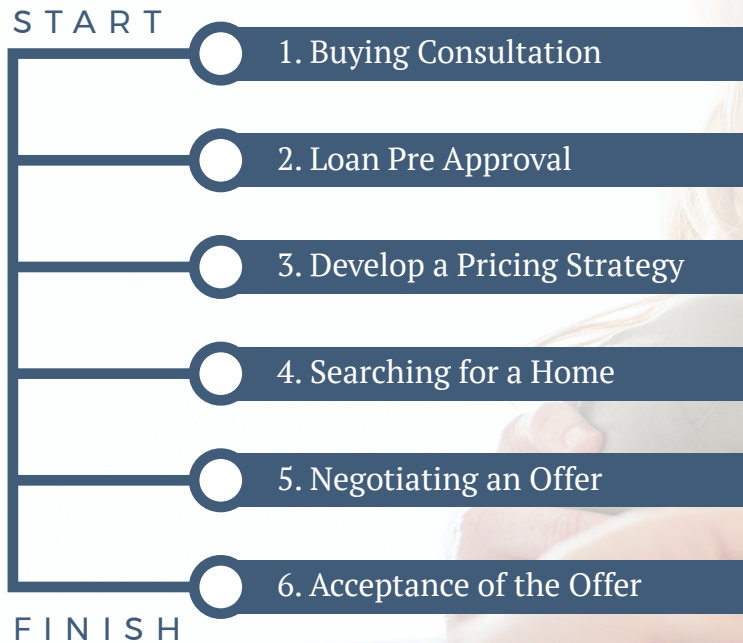 START
1. Buying Consultation
2. Loan Pre Approval
3. Develop a Pricing Strategy
4. Searching for a Home
5. Negotiating an Offer
6. Acceptance of the Offer
FINISH